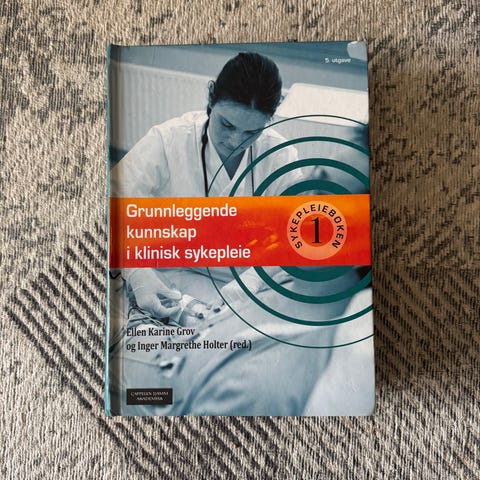 5. utgave
Grunnleggende
kunnskap
i klinisk sykepleie
SYKEPLEIEBOKEN
1
Ellen Karine Grov
og Inger Margrethe Holter (red.)
CAPPELEN DAMM
AKADEMISK